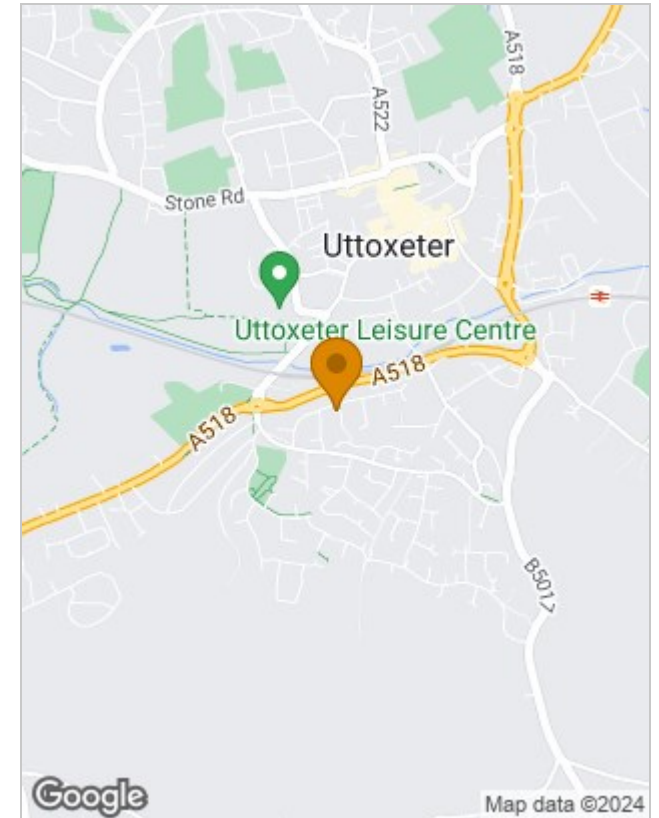 A518
A522
Stone Rd
Uttoxeter
Uttoxeter Leisure Centre
A518
A518
B5017
Google
Map data ©2024